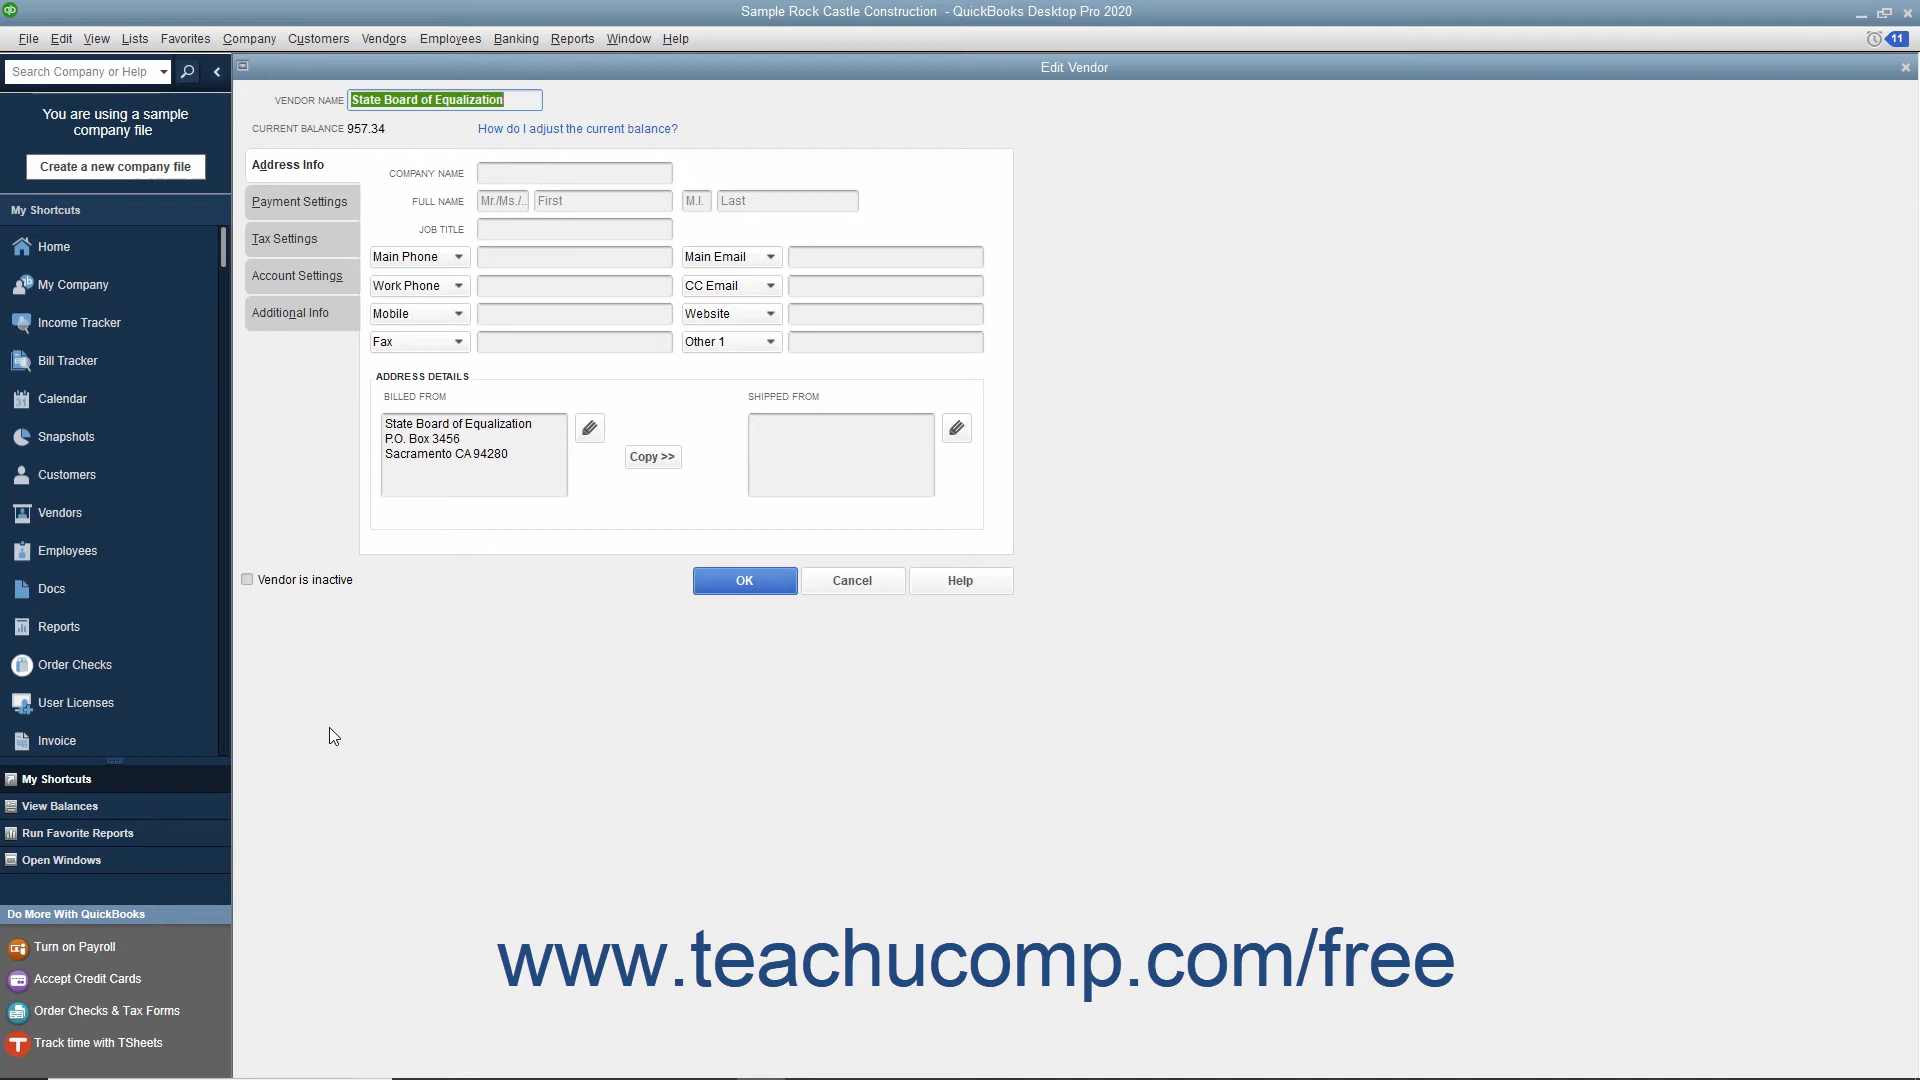 Sample Rock Castle Construction - QuickBooks Desktop Pro 2020
File Edit View Lists Favorites Company Customers Vendors Employees Banking Reports Window Help
11
Search Company or Help
Edit Vendor
You are using a sample
company file
Create a new company file
My Shortcuts
Home
My Company
Income Tracker
Bill Tracker
Calendar
Snapshots
Customers
Vendors
Employees
Docs
Reports
Order Checks
User Licenses
Invoice
My Shortcuts
View Balances
Run Favorite Reports
Open Windows
Do More With QuickBooks
Turn on Payroll
Accept Credit Cards
Order Checks & Tax Forms
Track time with TSheets
VENDOR NAME State Board of Equalization
CURRENT BALANCE 957.34 How do I adjust the current balance?
Address Info
Payment Settings
Tax Settings
Account Settings
Additional Info
COMPANY NAME
FULL NAME Mr./Ms./.. First M.I. Last
JOB TITLE
Main Phone Main Email
Work Phone CC Email
Mobile Website
Fax Other 1
ADDRESS DETAILS
BILLED FROM SHIPPED FROM
State Board of Equalization
P.O. Box 3456
Sacramento CA 94280
Copy >>
Vendor is inactive
OK Cancel Help
www.teachucomp.com/free